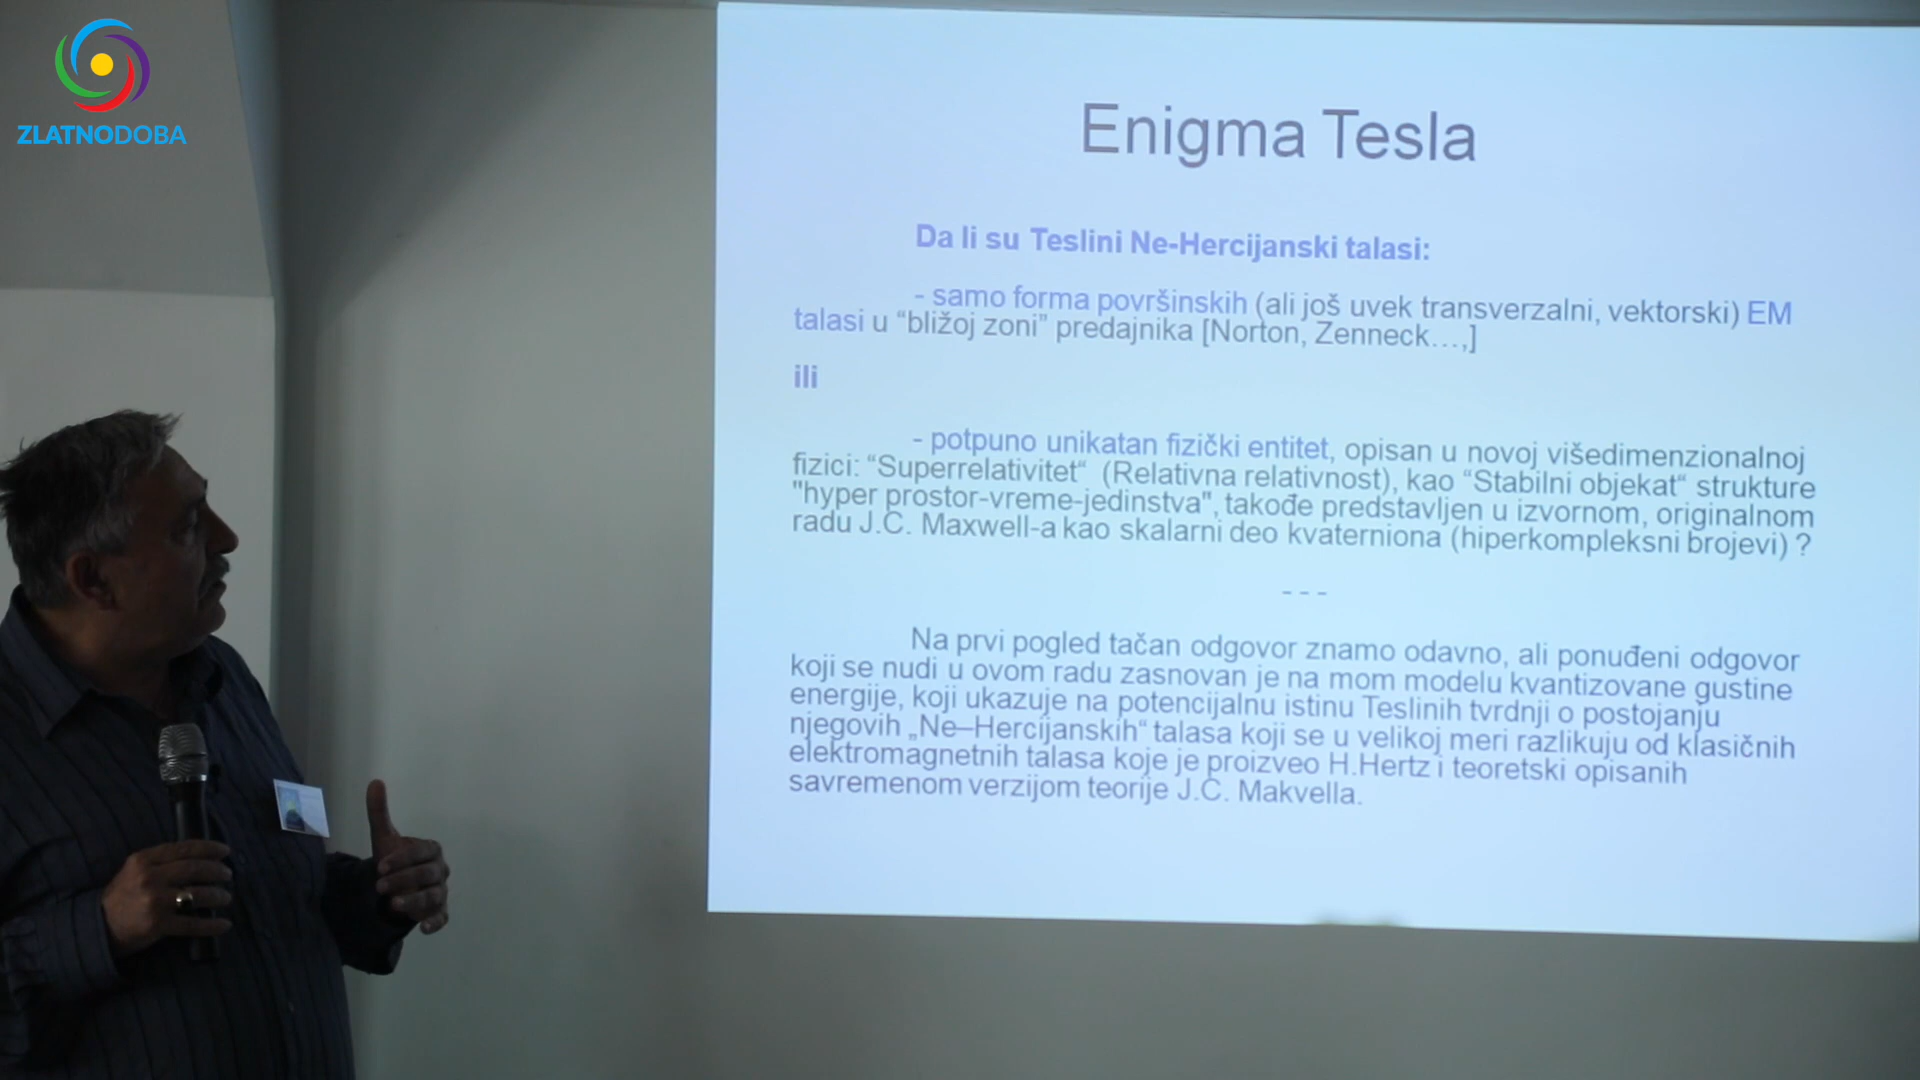 ZLATNODOBA
Enigma Tesla
Da li su Teslini Ne-Hercijanski talasi:
- samo forma površinskih (ali još uvek transverzalni, vektorski) EM
talasi u “bližoj zoni” predajnika [Norton, Zenneck…,]
ili
- potpuno unikatan fizički entitet, opisan u novoj višedimenzionalnoj
fizici: “Superrelativitet“ (Relativna relativnost), kao “Stabilni objekat“ strukture
"hyper prostor-vreme-jedinstva", takođe predstavljen u izvornom, originalnom
radu J.C. Maxwell-a kao skalarni deo kvaterniona (hiperkompleksni brojevi) ?
- - -
Na prvi pogled tačan odgovor znamo odavno, ali ponuđeni odgovor
koji se nudi u ovom radu zasnovan je na mom modelu kvantizovane gustine
energije, koji ukazuje na potencijalnu istinu Teslinih tvrdnji o postojanju
njegovih „Ne–Hercijanskih“ talasa koji se u velikoj meri razlikuju od klasičnih
elektromagnetnih talasa koje je proizveo H.Hertz i teoretski opisanih
savremenom verzijom teorije J.C. Makvella.